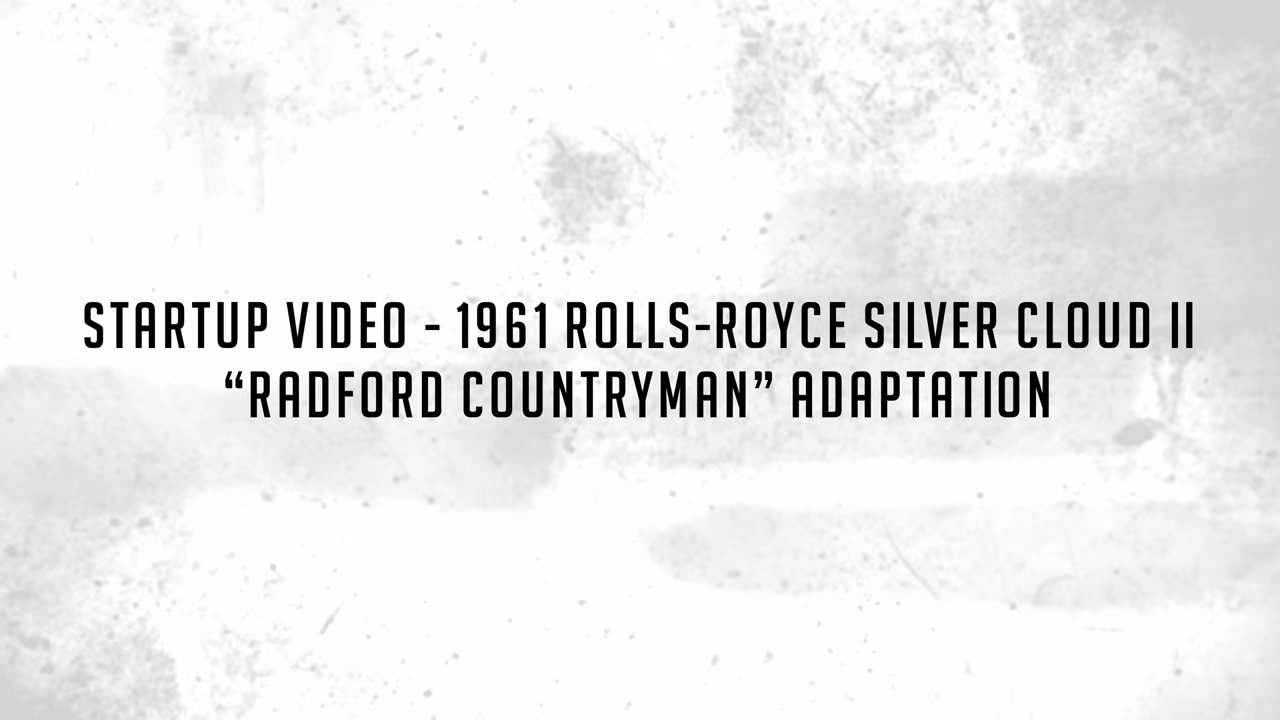 STARTUP VIDEO - 1961 ROLLS-ROYCE SILVER CLOUD II
“RADFORD COUNTRYMAN” ADAPTATION